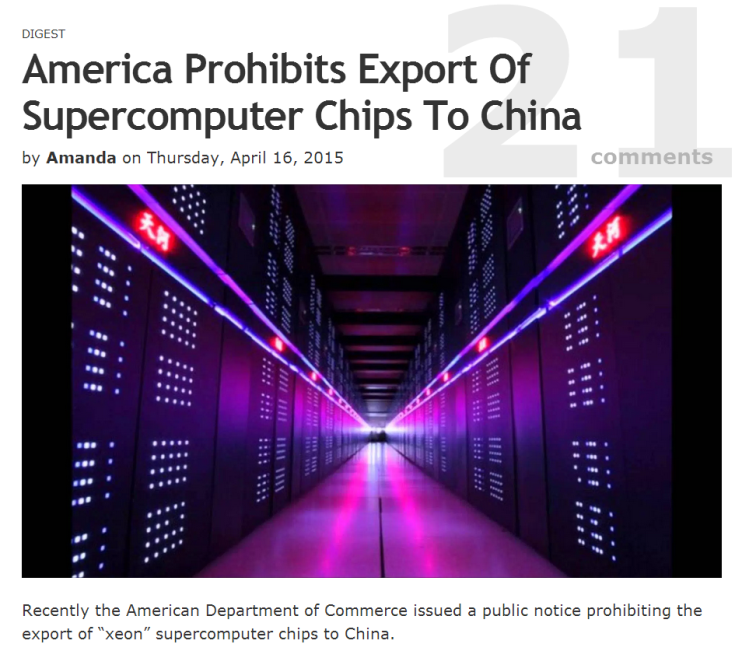 21
DIGEST
America Prohibits Export Of
Supercomputer Chips To China
by Amanda on Thursday, April 16, 2015
comments
天河
天河
Recently the American Department of Commerce issued a public notice prohibiting the
export of “xeon” supercomputer chips to China.